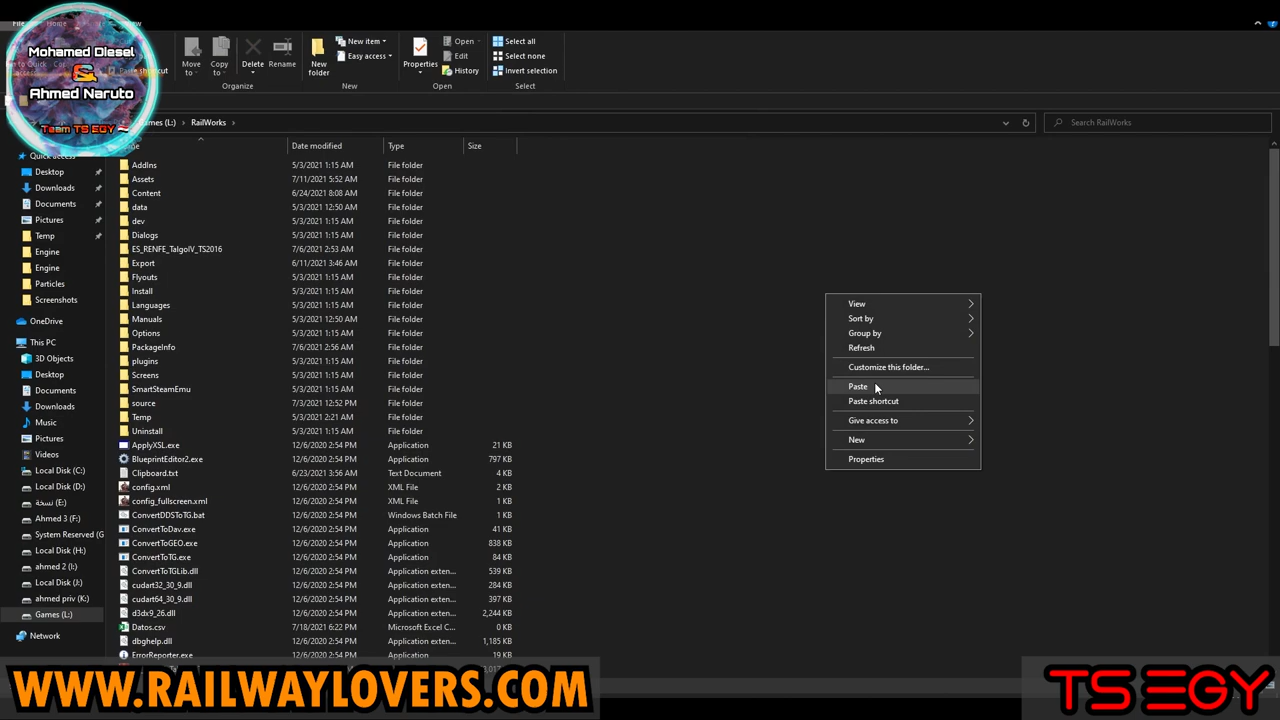 File Home View
Mohamed Diesel
Ahmed Naruto
Team TS EGY
Move to
Copy to
Delete
Rename
Organize
New folder
New item
Easy access
New
Properties
Open
Edit
History
Open
Select all
Select none
Invert selection
Select
Paste shortcut
Games (L:) > RailWorks >
Search RailWorks
Date modified Type Size
AddIns 5/3/2021 1:15 AM File folder
Assets 7/11/2021 5:52 AM File folder
Content 6/24/2021 8:08 AM File folder
data 5/3/2021 12:50 AM File folder
dev 5/3/2021 1:15 AM File folder
Dialogs 5/3/2021 1:15 AM File folder
ES_RENFE_TalgoIV_TS2016 7/6/2021 2:53 AM File folder
Export 6/11/2021 3:46 AM File folder
Flyouts 5/3/2021 1:15 AM File folder
Install 5/3/2021 1:15 AM File folder
Languages 5/3/2021 1:15 AM File folder
Manuals 5/3/2021 1:15 AM File folder
Options 5/3/2021 1:15 AM File folder
PackageInfo 7/6/2021 2:56 AM File folder
plugins 5/3/2021 1:15 AM File folder
Screens 5/3/2021 1:15 AM File folder
SmartSteamEmu 5/3/2021 1:15 AM File folder
source 7/3/2021 12:52 PM File folder
Temp 5/3/2021 2:21 AM File folder
Uninstall 5/3/2021 1:15 AM File folder
ApplyXSL.exe 12/6/2020 2:54 PM Application 21 KB
BlueprintEditor2.exe 12/6/2020 2:54 PM Application 797 KB
Clipboard.txt 6/23/2021 3:56 AM Text Document 4 KB
config.xml 12/6/2020 2:54 PM XML File 2 KB
config_fullscreen.xml 12/6/2020 2:54 PM XML File 1 KB
ConvertDDSToTG.bat 12/6/2020 2:54 PM Windows Batch File 1 KB
ConvertToDav.exe 12/6/2020 2:54 PM Application 41 KB
ConvertToGEO.exe 12/6/2020 2:54 PM Application 838 KB
ConvertToTG.exe 12/6/2020 2:54 PM Application 84 KB
ConvertToTGLib.dll 12/6/2020 2:54 PM Application exten... 539 KB
cudart32_30_9.dll 12/6/2020 2:54 PM Application exten... 284 KB
cudart64_30_9.dll 12/6/2020 2:54 PM Application exten... 397 KB
d3dx9_26.dll 12/6/2020 2:54 PM Application exten... 2,244 KB
Datos.csv 7/18/2021 6:22 PM Microsoft Excel C... 0 KB
dbghelp.dll 12/6/2020 2:54 PM Application exten... 1,185 KB
ErrorReporter.exe 12/6/2020 2:54 PM Application 19 KB
Quick access
Desktop
Downloads
Documents
Pictures
Temp
Engine
Engine
Particles
Screenshots
OneDrive
This PC
3D Objects
Desktop
Documents
Downloads
Music
Pictures
Videos
Local Disk (C:)
Local Disk (D:)
نسخة (E:)
Ahmed 3 (F:)
System Reserved (G
Local Disk (H:)
ahmed 2 (I:)
Local Disk (J:)
ahmed priv (K:)
Games (L:)
Network
View
Sort by
Group by
Refresh
Customize this folder...
Paste
Paste shortcut
Give access to
New
Properties
WWW.RAILWAYLOVERS.COM
TS EGY